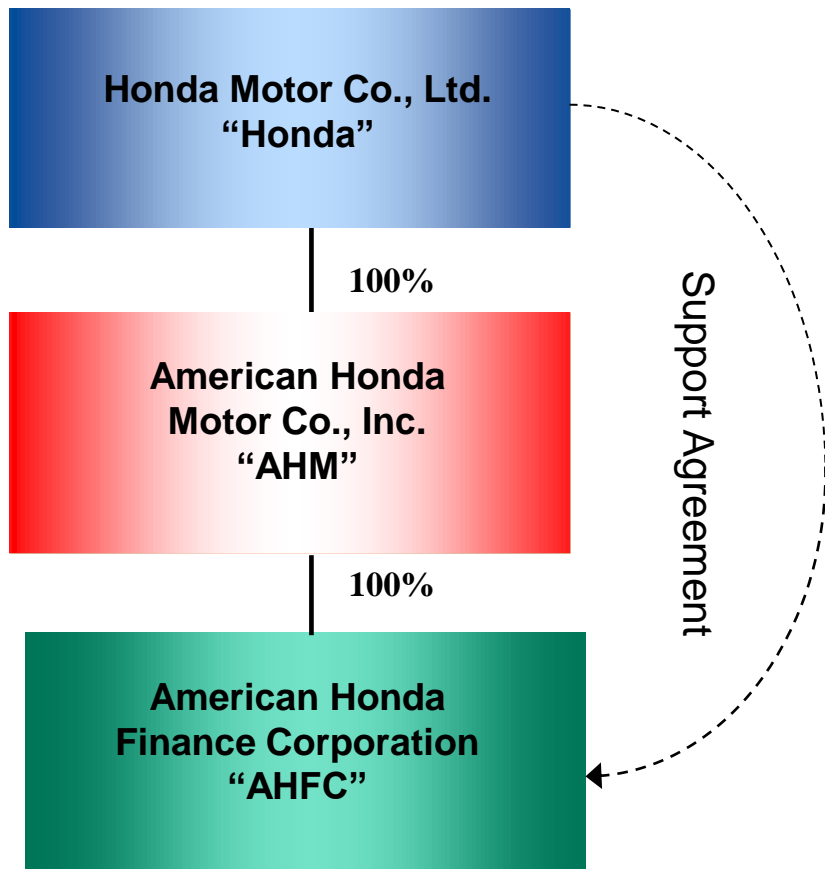 Honda Motor Co., Ltd.
“Honda”
100%
American Honda
Motor Co., Inc.
“AHM”
100%
American Honda
Finance Corporation
“AHFC”
Support Agreement